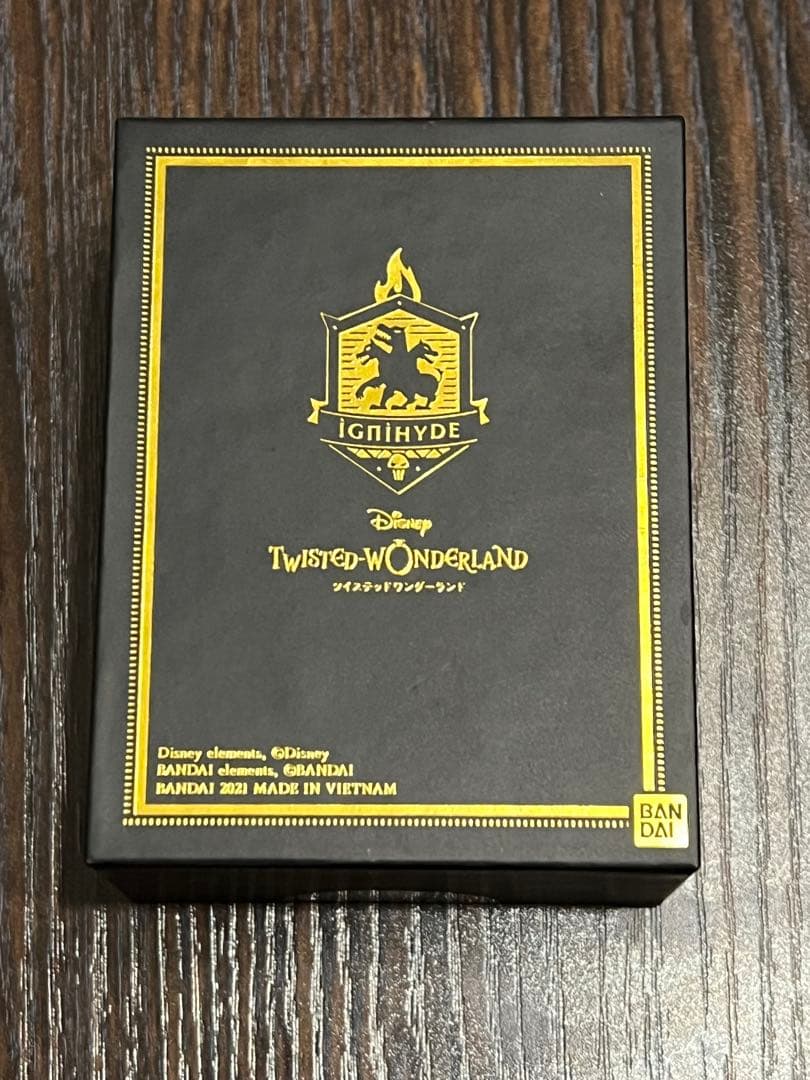 IGNIHYDE
Disney
TWISTED-WONDERLAND
ツイステッドワンダーランド
Disney elements, ©Disney
BANDAI elements, ©BANDAI
BANDAI 2021 MADE IN VIETNAM
BAN
DAI